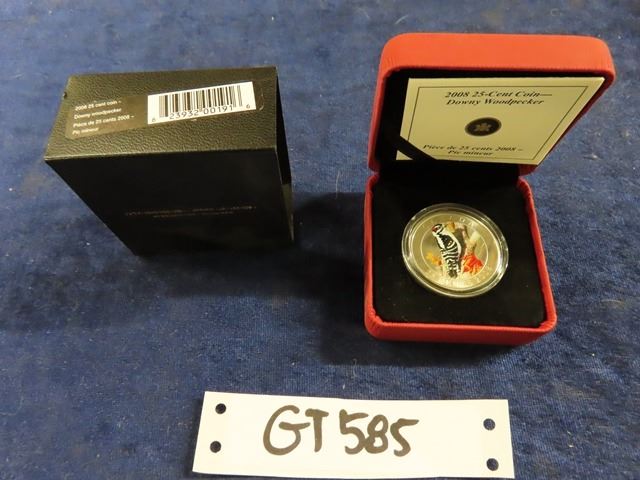 2008 25 cent coin –
Downy woodpecker
Pièce de 25 cents 2008 –
Pic mineur
6 23932 00191 6
2008 25-Cent Coin—
Downy Woodpecker
Pièce de 25 cents 2008 –
Pic mineur
GT585